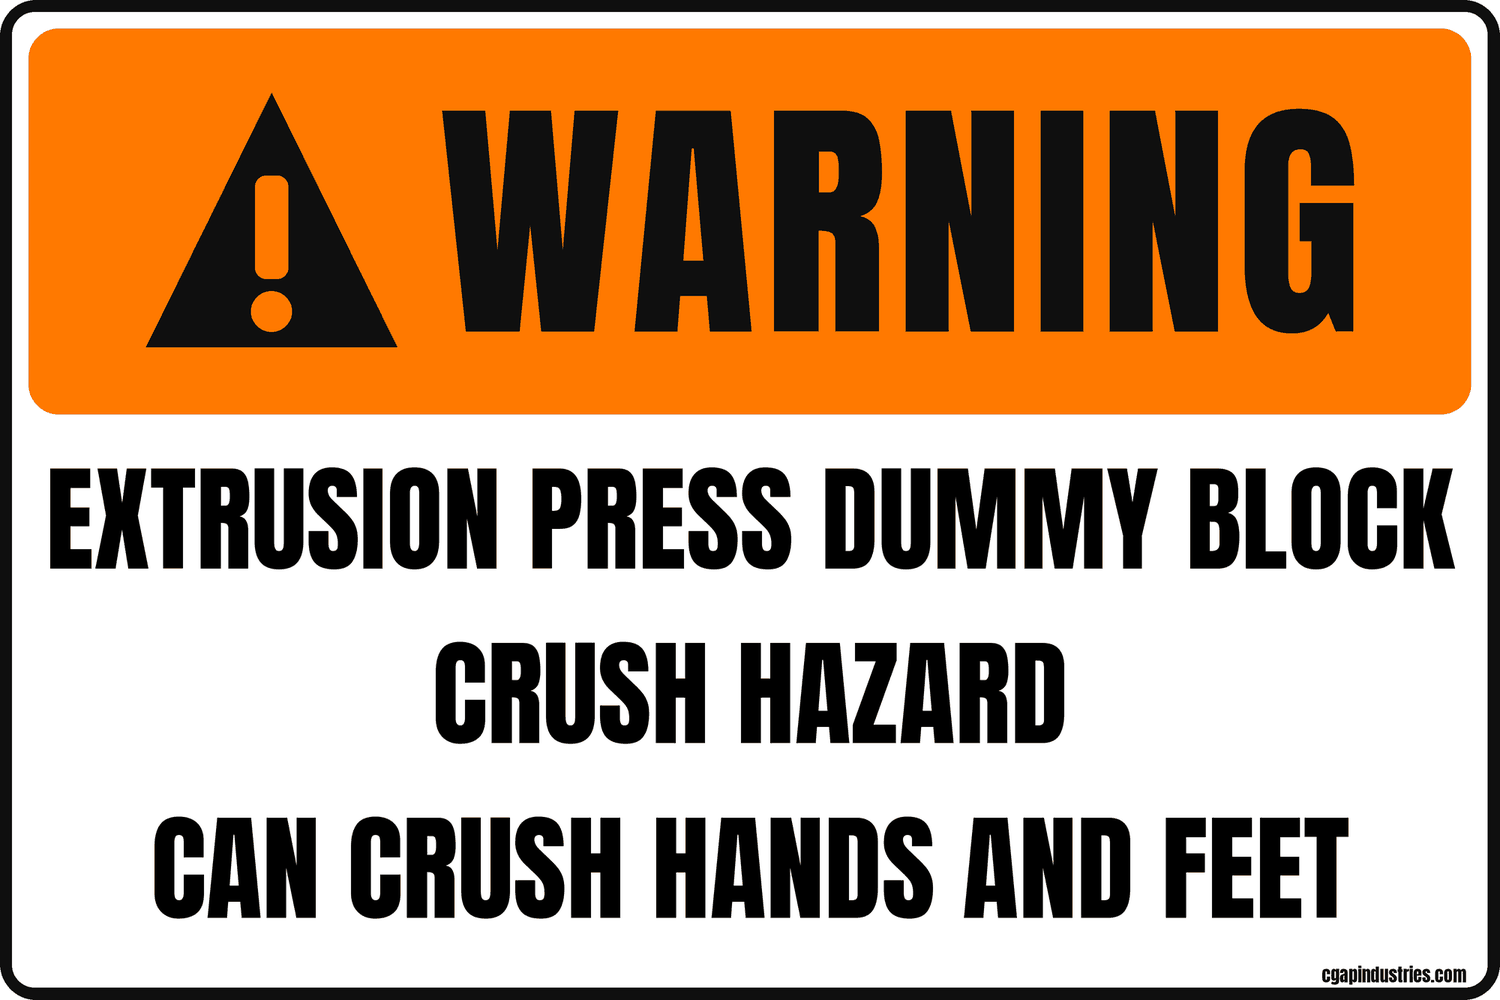 WARNING
EXTRUSION PRESS DUMMY BLOCK
CRUSH HAZARD
CAN CRUSH HANDS AND FEET
cgapindustries.com